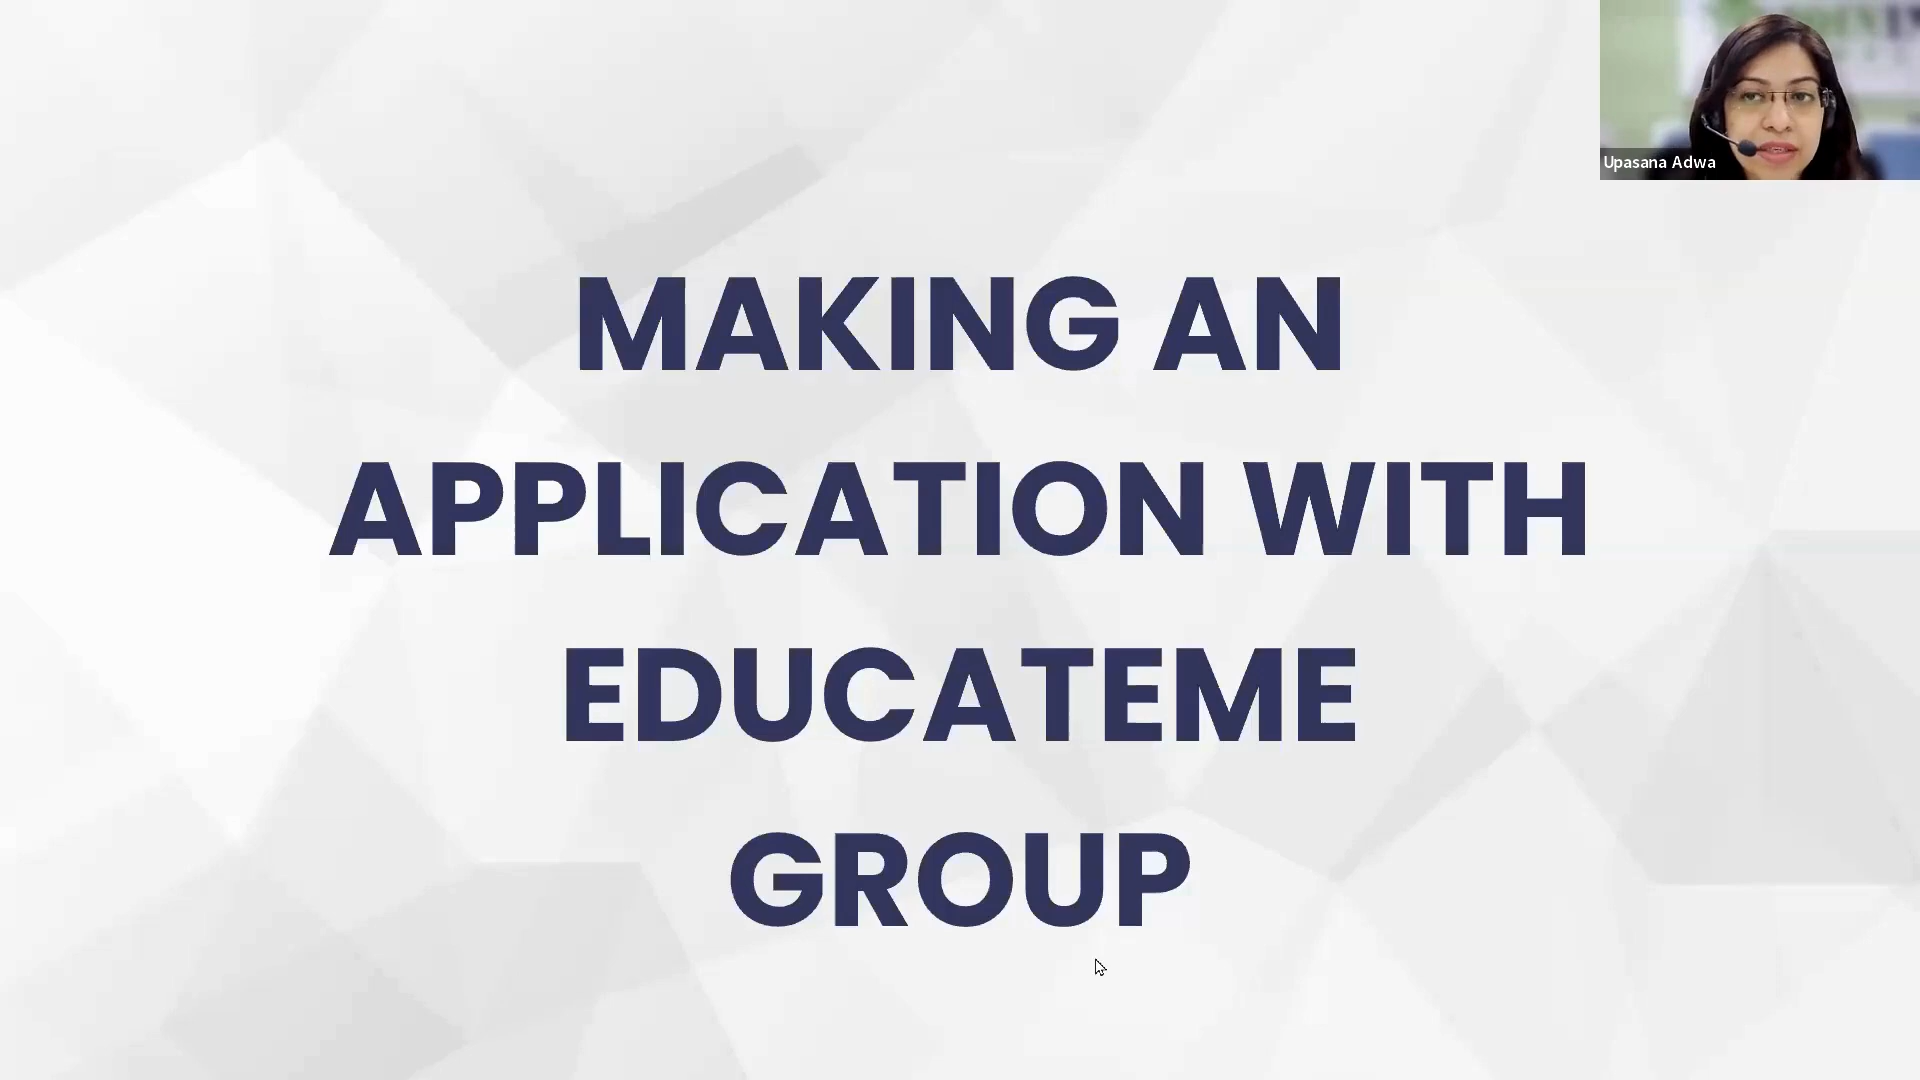 Upasana Adwa
MAKING AN
APPLICATION WITH
EDUCATEME
GROUP